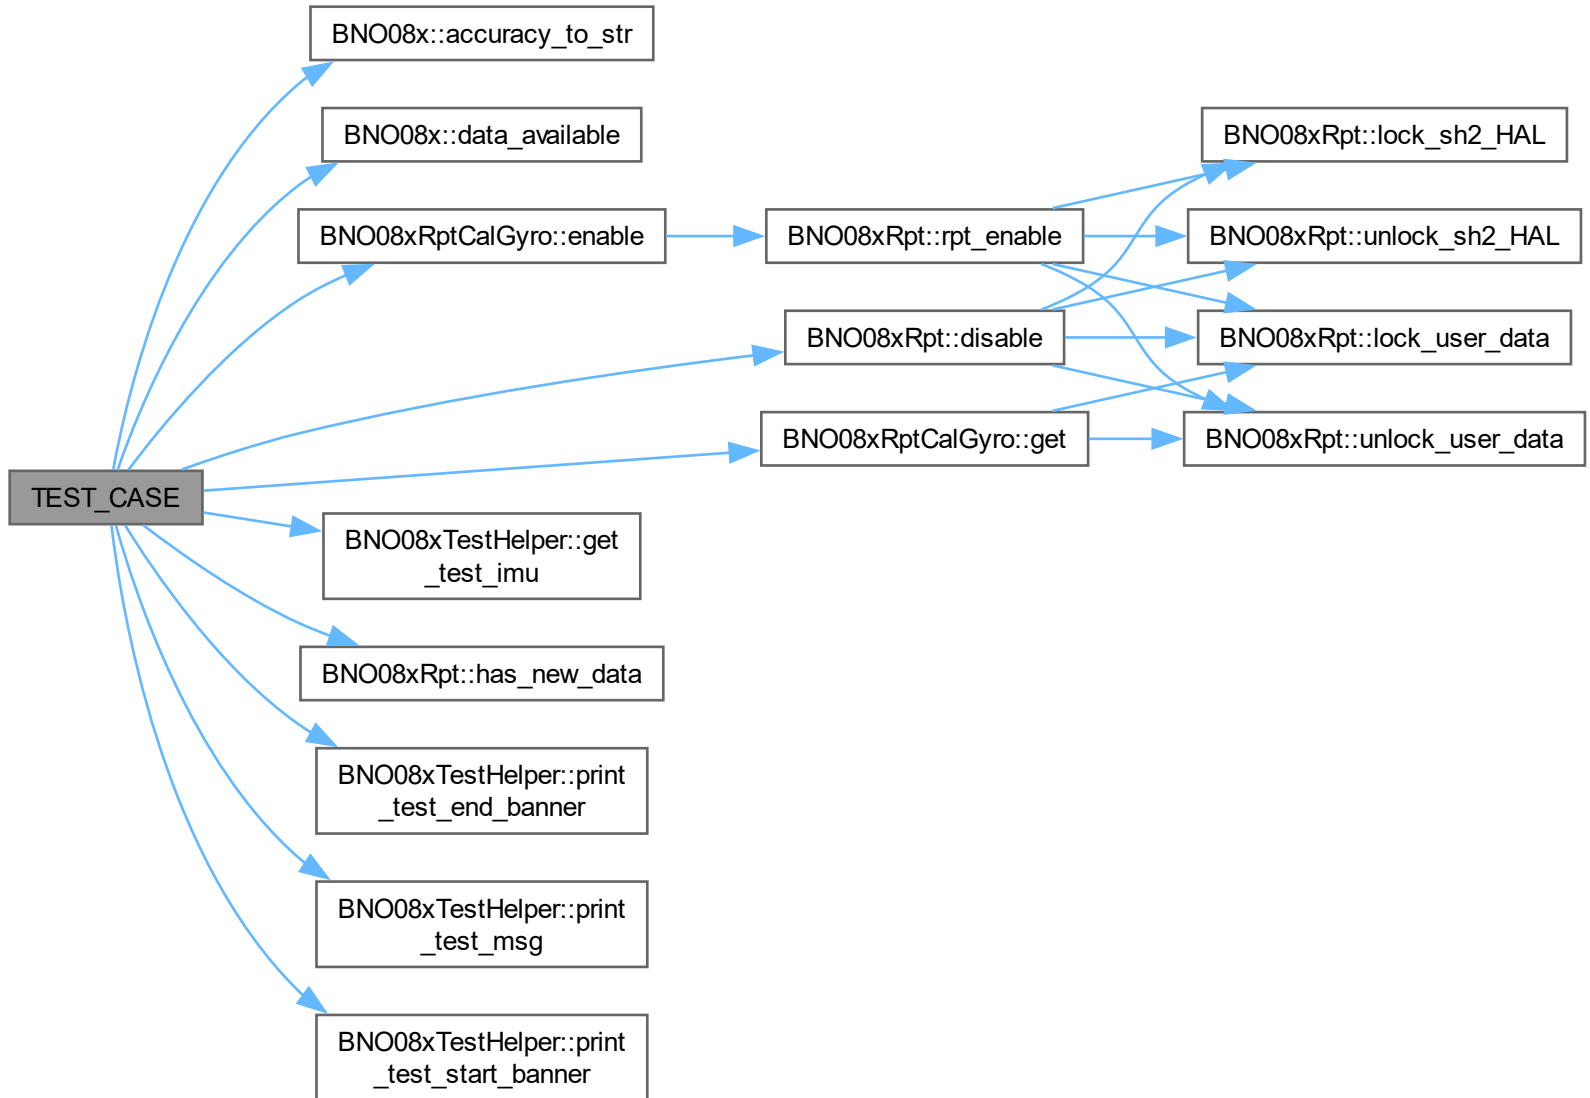 BNO08x::accuracy_to_str
BNO08x::data_available
BNO08xRpt::lock_sh2_HAL
BNO08xRptCalGyro::enable
BNO08xRpt::rpt_enable
BNO08xRpt::unlock_sh2_HAL
BNO08xRpt::disable
BNO08xRpt::lock_user_data
BNO08xRptCalGyro::get
BNO08xRpt::unlock_user_data
TEST_CASE
BNO08xTestHelper::get
_test_imu
BNO08xRpt::has_new_data
BNO08xTestHelper::print
_test_end_banner
BNO08xTestHelper::print
_test_msg
BNO08xTestHelper::print
_test_start_banner